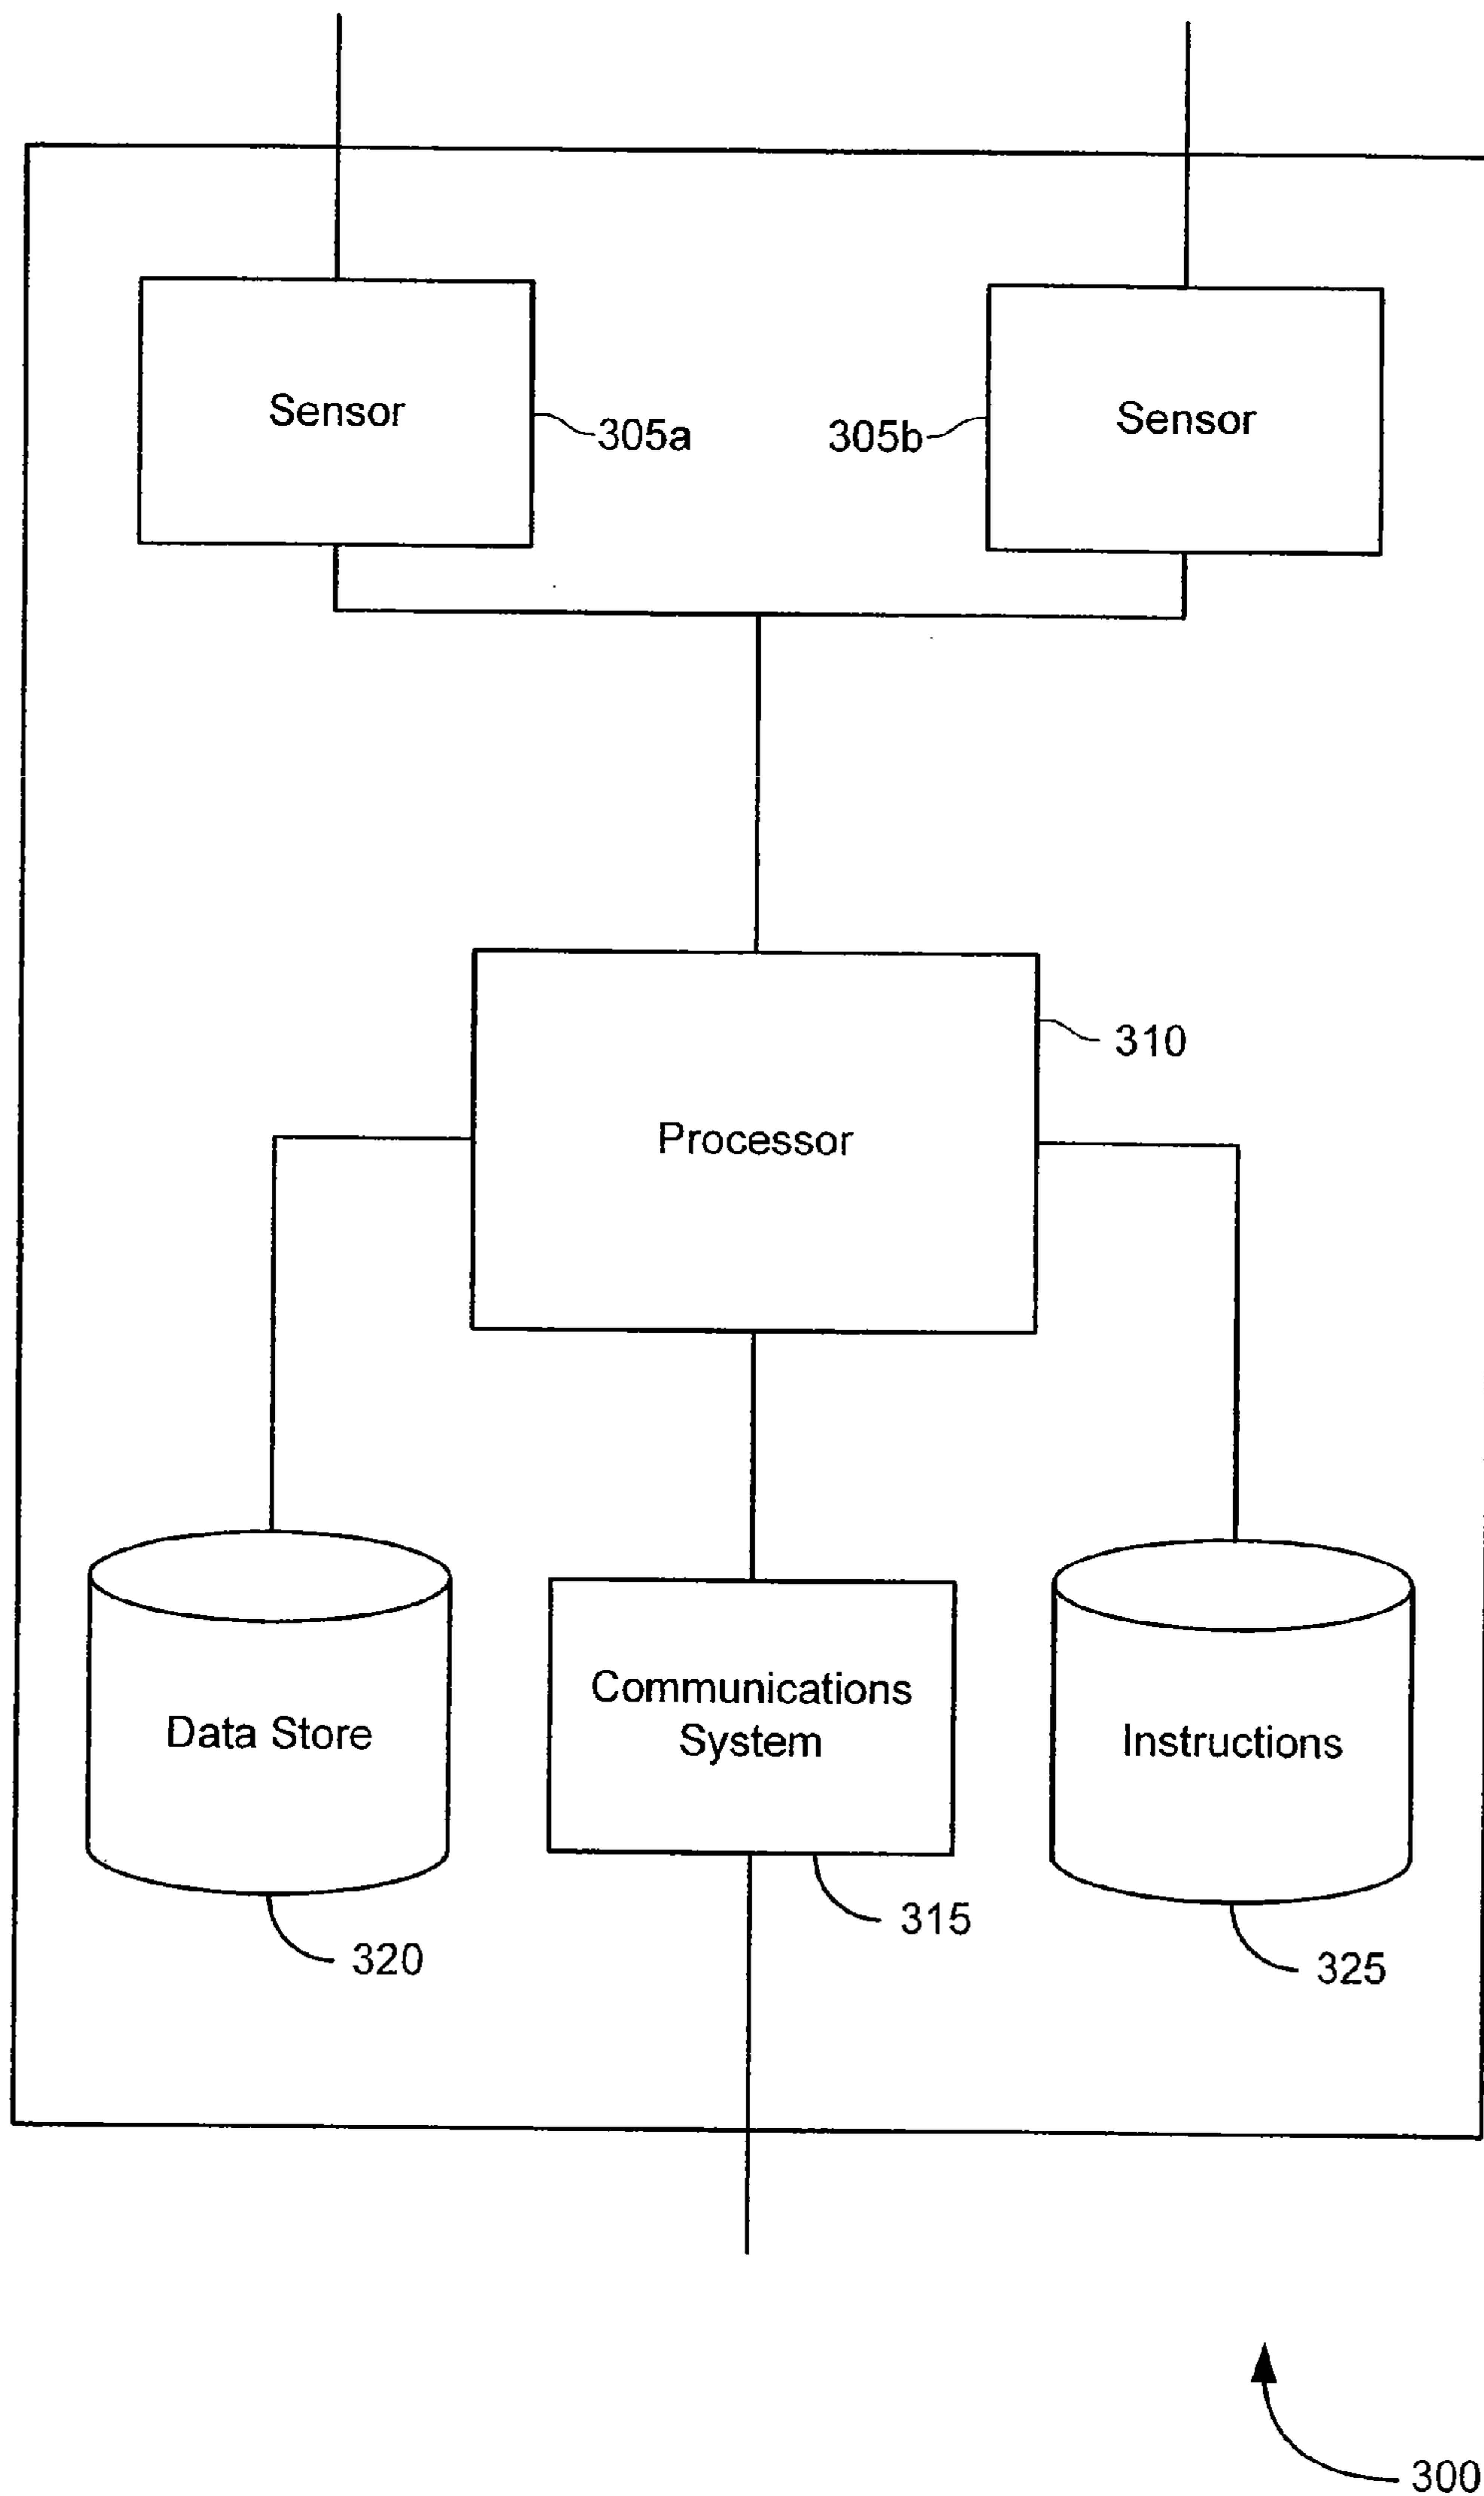 Sensor
305a
305b
Sensor
310
Processor
Communications
System
Data Store
Instructions
315
320
325
300